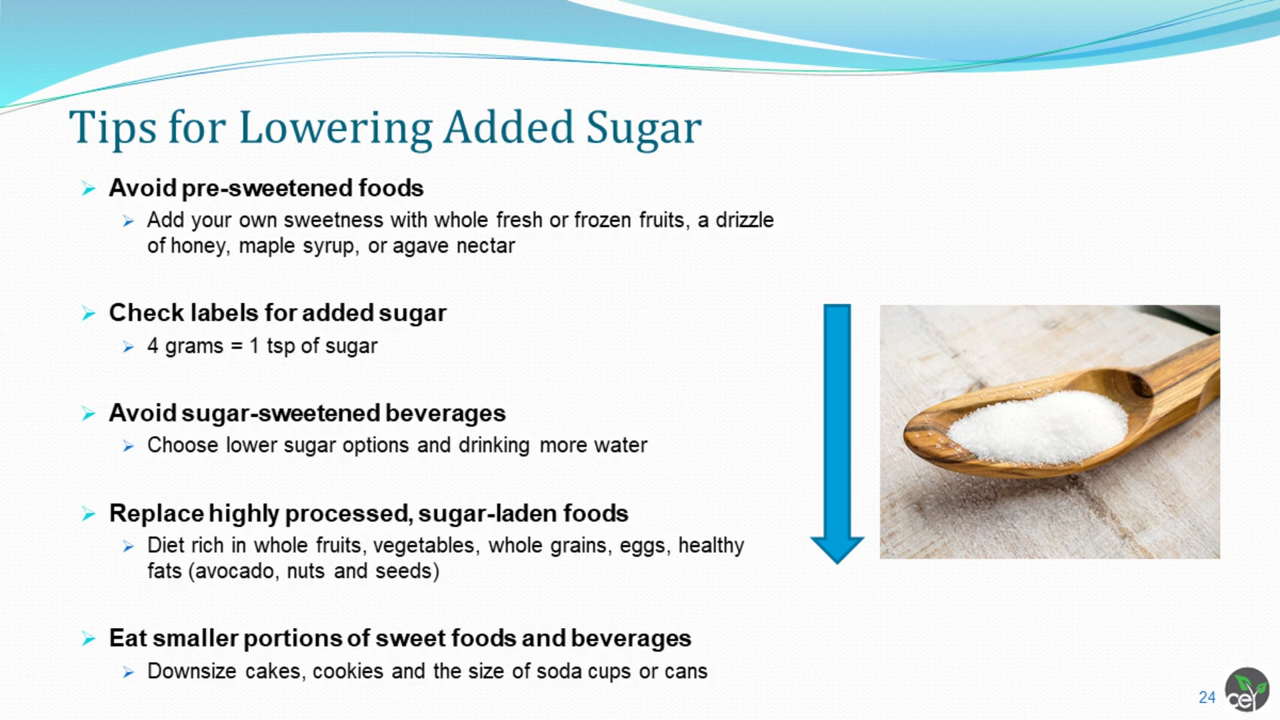 Tips for Lowering Added Sugar
Avoid pre-sweetened foods
Add your own sweetness with whole fresh or frozen fruits, a drizzle
of honey, maple syrup, or agave nectar
Check labels for added sugar
4 grams = 1 tsp of sugar
Avoid sugar-sweetened beverages
Choose lower sugar options and drinking more water
Replace highly processed, sugar-laden foods
Diet rich in whole fruits, vegetables, whole grains, eggs, healthy
fats (avocado, nuts and seeds)
Eat smaller portions of sweet foods and beverages
Downsize cakes, cookies and the size of soda cups or cans
24